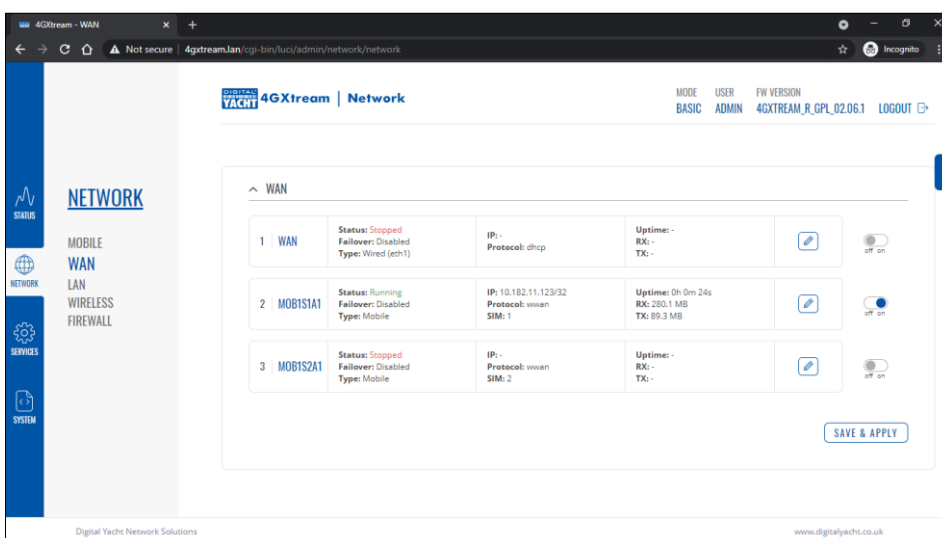 4GXtream - WAN
Not secure | 4gxtream.lan/cgi-bin/luci/admin/network/network
Incognito
DIGITAL YACHT 4GXtream | Network
MODE USER FW VERSION
BASIC ADMIN 4GXTREAM_R_GPL_02.06.1 LOGOUT
STATUS
NETWORK
SERVICES
SYSTEM
NETWORK
MOBILE
WAN
LAN
WIRELESS
FIREWALL
WAN
1 WAN
Status: Stopped
Failover: Disabled
Type: Wired (eth1)
IP: -
Protocol: dhcp
Uptime: -
RX: -
TX: -
off on
2 MOB1S1A1
Status: Running
Failover: Disabled
Type: Mobile
IP: 10.182.11.123/32
Protocol: wwan
SIM: 1
Uptime: 0h 0m 24s
RX: 280.1 MB
TX: 89.3 MB
off on
3 MOB1S2A1
Status: Stopped
Failover: Disabled
Type: Mobile
IP: -
Protocol: wwan
SIM: 2
Uptime: -
RX: -
TX: -
off on
SAVE & APPLY
Digital Yacht Network Solutions
www.digitalyacht.co.uk